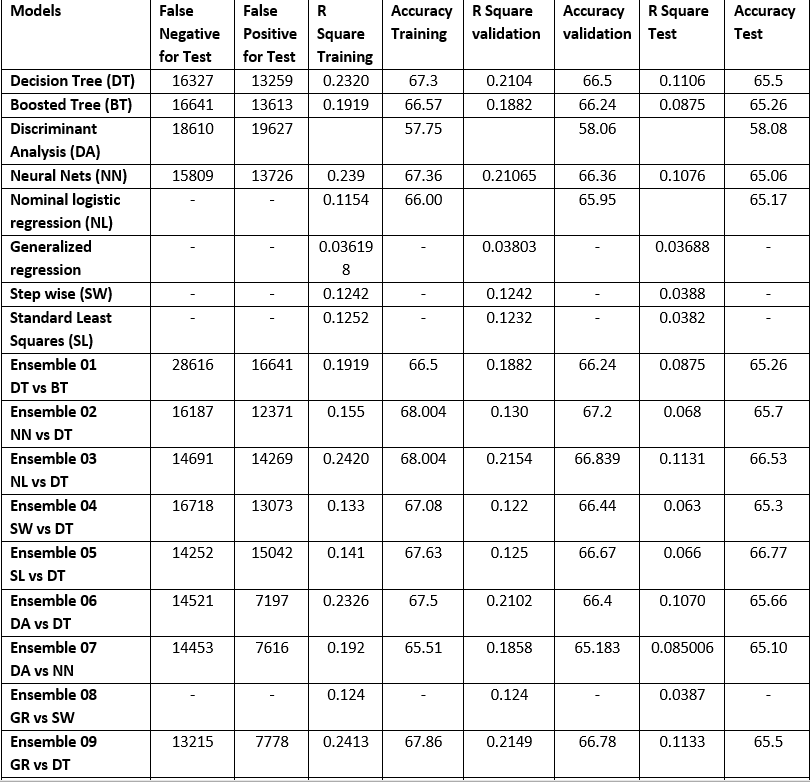 Models | False Negative for Test | False Positive for Test | R Square Training | Accuracy Training | R Square validation | Accuracy validation | R Square Test | Accuracy Test
Decision Tree (DT) | 16327 | 13259 | 0.2320 | 67.3 | 0.2104 | 66.5 | 0.1106 | 65.5
Boosted Tree (BT) | 16641 | 13613 | 0.1919 | 66.57 | 0.1882 | 66.24 | 0.0875 | 65.26
Discriminant Analysis (DA) | 18610 | 19627 | | 57.75 | | 58.06 | | 58.08
Neural Nets (NN) | 15809 | 13726 | 0.239 | 67.36 | 0.21065 | 66.36 | 0.1076 | 65.06
Nominal logistic regression (NL) | - | - | 0.1154 | 66.00 | | 65.95 | | 65.17
Generalized regression | - | - | 0.036198 | - | 0.03803 | - | 0.03688 | -
Step wise (SW) | - | - | 0.1242 | - | 0.1242 | - | 0.0388 | -
Standard Least Squares (SL) | - | - | 0.1252 | - | 0.1232 | - | 0.0382 | -
Ensemble 01 DT vs BT | 28616 | 16641 | 0.1919 | 66.5 | 0.1882 | 66.24 | 0.0875 | 65.26
Ensemble 02 NN vs DT | 16187 | 12371 | 0.155 | 68.004 | 0.130 | 67.2 | 0.068 | 65.7
Ensemble 03 NL vs DT | 14691 | 14269 | 0.2420 | 68.004 | 0.2154 | 66.839 | 0.1131 | 66.53
Ensemble 04 SW vs DT | 16718 | 13073 | 0.133 | 67.08 | 0.122 | 66.44 | 0.063 | 65.3
Ensemble 05 SL vs DT | 14252 | 15042 | 0.141 | 67.63 | 0.125 | 66.67 | 0.066 | 66.77
Ensemble 06 DA vs DT | 14521 | 7197 | 0.2326 | 67.5 | 0.2102 | 66.4 | 0.1070 | 65.66
Ensemble 07 DA vs NN | 14453 | 7616 | 0.192 | 65.51 | 0.1858 | 65.183 | 0.085006 | 65.10
Ensemble 08 GR vs SW | - | - | 0.124 | - | 0.124 | - | 0.0387 | -
Ensemble 09 GR vs DT | 13215 | 7778 | 0.2413 | 67.86 | 0.2149 | 66.78 | 0.1133 | 65.5